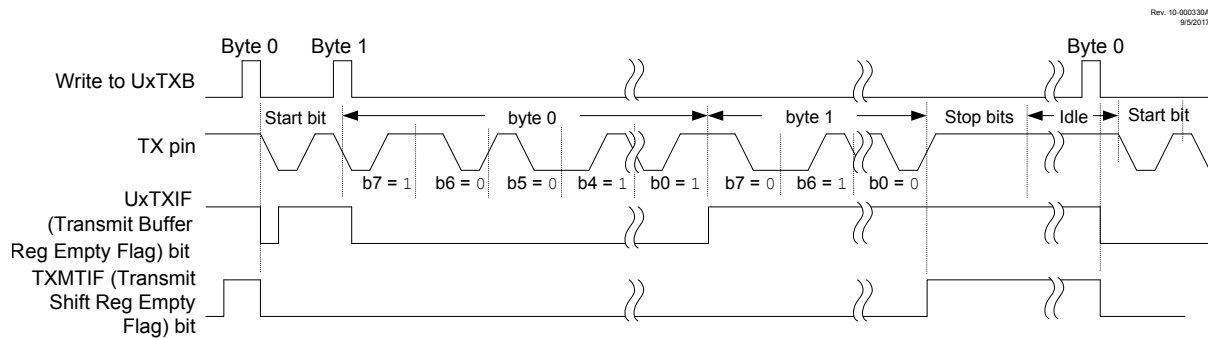 Rev. 10-000330A
9/5/2017
Byte 0 Byte 1 Byte 0
Write to UxTXB
Start bit byte 0 byte 1 Stop bits Idle Start bit
TX pin
b7 = 1 b6 = 0 b5 = 0 b4 = 1 b0 = 1 b7 = 0 b6 = 1 b0 = 0
UxTXIF
(Transmit Buffer
Reg Empty Flag) bit
TXMTIF (Transmit
Shift Reg Empty
Flag) bit